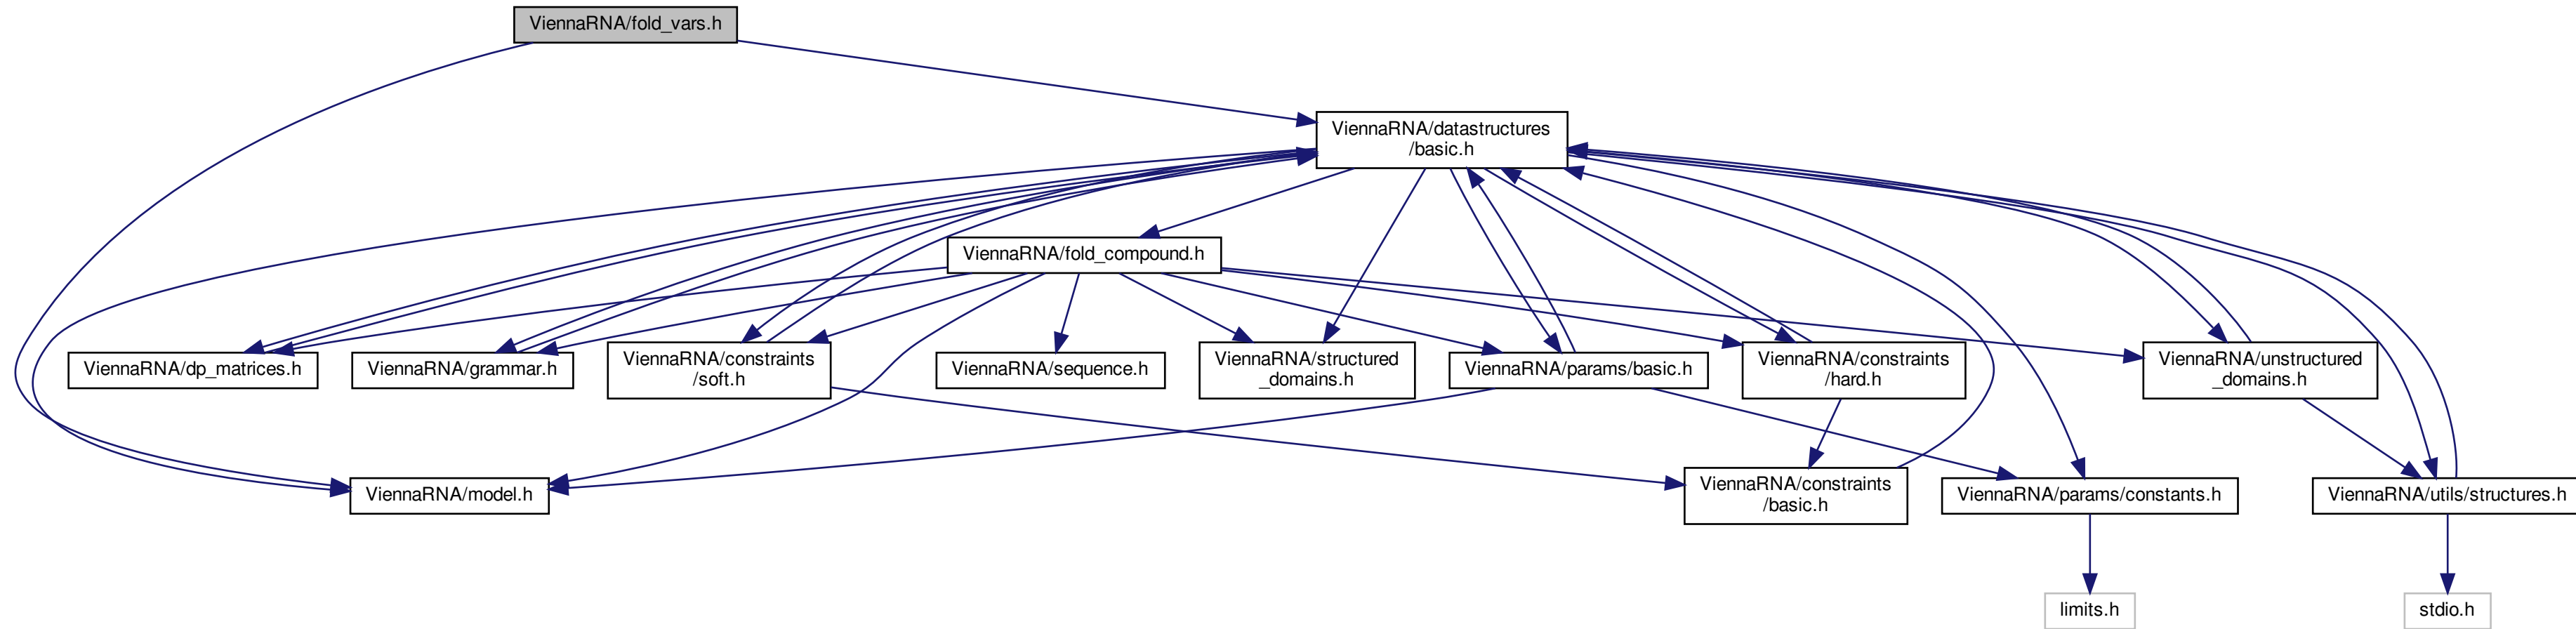 ViennaRNA/fold_vars.h
ViennaRNA/datastructures
/basic.h
ViennaRNA/fold_compound.h
ViennaRNA/dp_matrices.h
ViennaRNA/grammar.h
ViennaRNA/constraints
/soft.h
ViennaRNA/sequence.h
ViennaRNA/structured
_domains.h
ViennaRNA/params/basic.h
ViennaRNA/constraints
/hard.h
ViennaRNA/unstructured
_domains.h
ViennaRNA/model.h
ViennaRNA/constraints
/basic.h
ViennaRNA/params/constants.h
ViennaRNA/utils/structures.h
limits.h
stdio.h